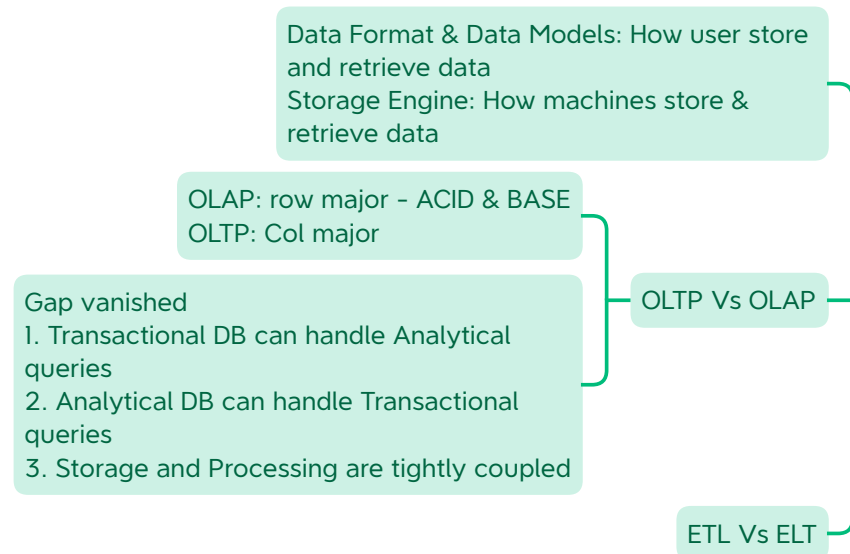 Data Format & Data Models: How user store
and retrieve data
Storage Engine: How machines store &
retrieve data
OLAP: row major - ACID & BASE
OLTP: Col major
Gap vanished
1. Transactional DB can handle Analytical
queries
2. Analytical DB can handle Transactional
queries
3. Storage and Processing are tightly coupled
OLTP Vs OLAP
ETL Vs ELT